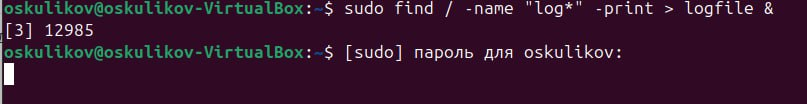 oskulikov@oskulikov-VirtualBox:~$ sudo find / -name "log*" -print > logfile &
[3] 12985
oskulikov@oskulikov-VirtualBox:~$ [sudo] пароль для oskulikov: